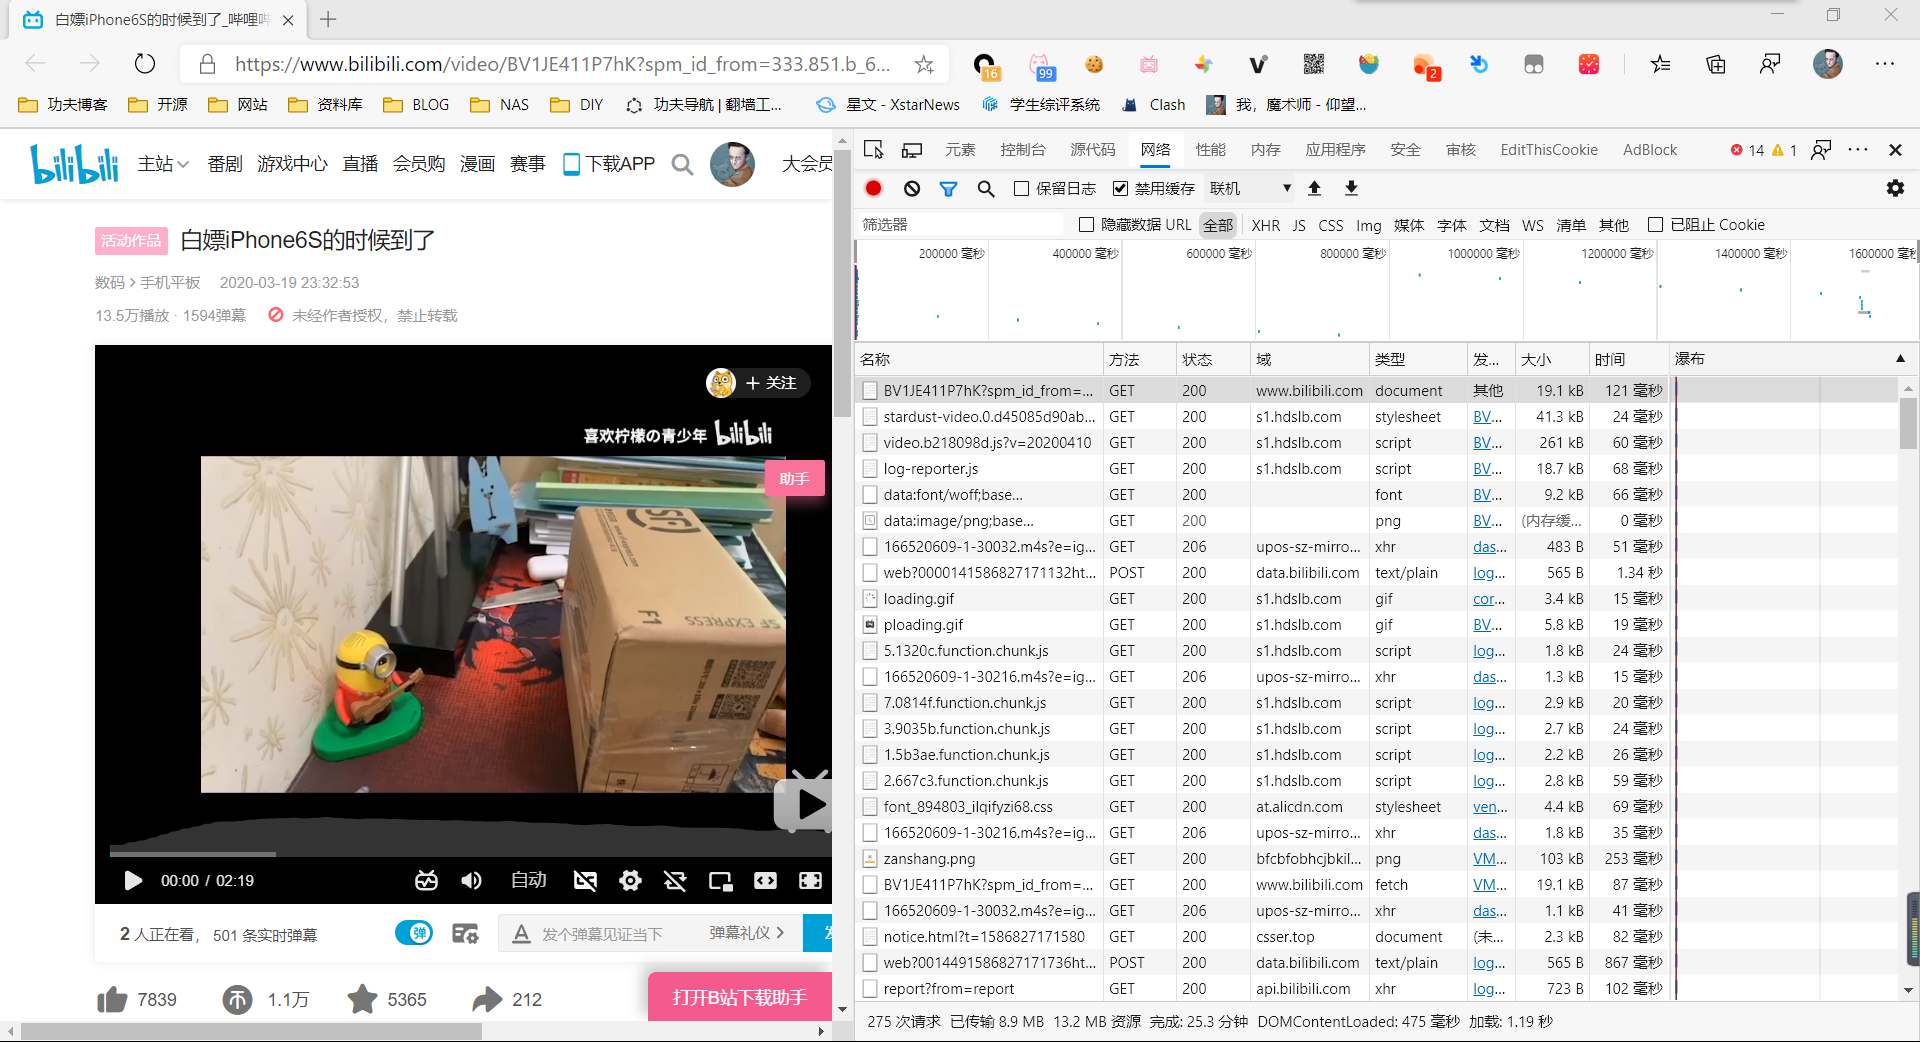 白嫖iPhone6S的时候到了_哔哩哔
https://www.bilibili.com/video/BV1JE411P7hK?spm_id_from=333.851.b_6...
16 99 2
功夫博客 开源 网站 资料库 BLOG NAS DIY 功夫导航 | 翻墙工... 星文 - XstarNews 学生综评系统 Clash 我，魔术师 - 仰望...
bilibili 主站 番剧 游戏中心 直播 会员购 漫画 赛事 下载APP 大会员
活动作品 白嫖iPhone6S的时候到了
数码 > 手机平板 2020-03-19 23:32:53
13.5万播放 · 1594弹幕 未经作者授权，禁止转载
+ 关注
喜欢柠檬の青少年 bilibili
助手
SF EXPRESS
F1
00:00 / 02:19 自动
2 人正在看， 501 条实时弹幕 弹 发个弹幕见证当下 弹幕礼仪 >
7839 1.1万 5365 212 打开B站下载助手
元素 控制台 源代码 网络 性能 内存 应用程序 安全 审核 EditThisCookie AdBlock 14 1
保留日志 禁用缓存 联机
筛选器 隐藏数据 URL 全部 XHR JS CSS Img 媒体 字体 文档 WS 清单 其他 已阻止 Cookie
200000 毫秒 400000 毫秒 600000 毫秒 800000 毫秒 1000000 毫秒 1200000 毫秒 1400000 毫秒 1600000 毫秒
名称 方法 状态 域 类型 发... 大小 时间 瀑布
BV1JE411P7hK?spm_id_from=... GET 200 www.bilibili.com document 其他 19.1 kB 121 毫秒
stardust-video.0.d45085d90ab... GET 200 s1.hdslb.com stylesheet BV... 41.3 kB 24 毫秒
video.b218098d.js?v=20200410 GET 200 s1.hdslb.com script BV... 261 kB 60 毫秒
log-reporter.js GET 200 s1.hdslb.com script BV... 18.7 kB 68 毫秒
data:font/woff;base... GET 200 font BV... 9.2 kB 66 毫秒
data:image/png;base... GET 200 png BV... (内存缓... 0 毫秒
166520609-1-30032.m4s?e=ig... GET 206 upos-sz-mirro... xhr das... 483 B 51 毫秒
web?0000141586827171132ht... POST 200 data.bilibili.com text/plain log... 565 B 1.34 秒
loading.gif GET 200 s1.hdslb.com gif cor... 3.4 kB 15 毫秒
ploading.gif GET 200 s1.hdslb.com gif BV... 5.8 kB 19 毫秒
5.1320c.function.chunk.js GET 200 s1.hdslb.com script log... 1.8 kB 24 毫秒
166520609-1-30216.m4s?e=ig... GET 206 upos-sz-mirro... xhr das... 1.3 kB 15 毫秒
7.0814f.function.chunk.js GET 200 s1.hdslb.com script log... 2.9 kB 20 毫秒
3.9035b.function.chunk.js GET 200 s1.hdslb.com script log... 2.7 kB 24 毫秒
1.5b3ae.function.chunk.js GET 200 s1.hdslb.com script log... 2.2 kB 26 毫秒
2.667c3.function.chunk.js GET 200 s1.hdslb.com script log... 2.8 kB 59 毫秒
font_894803_ilqifyzi68.css GET 200 at.alicdn.com stylesheet ven... 4.4 kB 69 毫秒
166520609-1-30216.m4s?e=ig... GET 206 upos-sz-mirro... xhr das... 1.8 kB 35 毫秒
zanshang.png GET 200 bfcbfobhcjbkil... png VM... 103 kB 253 毫秒
BV1JE411P7hK?spm_id_from=... GET 200 www.bilibili.com fetch VM... 19.1 kB 87 毫秒
166520609-1-30032.m4s?e=ig... GET 206 upos-sz-mirro... xhr das... 1.1 kB 41 毫秒
notice.html?t=1586827171580 GET 200 csser.top document (未... 2.3 kB 82 毫秒
web?0014491586827171736ht... POST 200 data.bilibili.com text/plain log... 565 B 867 毫秒
report?from=report GET 200 api.bilibili.com xhr log... 723 B 102 毫秒
275 次请求 已传输 8.9 MB 13.2 MB 资源 完成: 25.3 分钟 DOMContentLoaded: 475 毫秒 加载: 1.19 秒